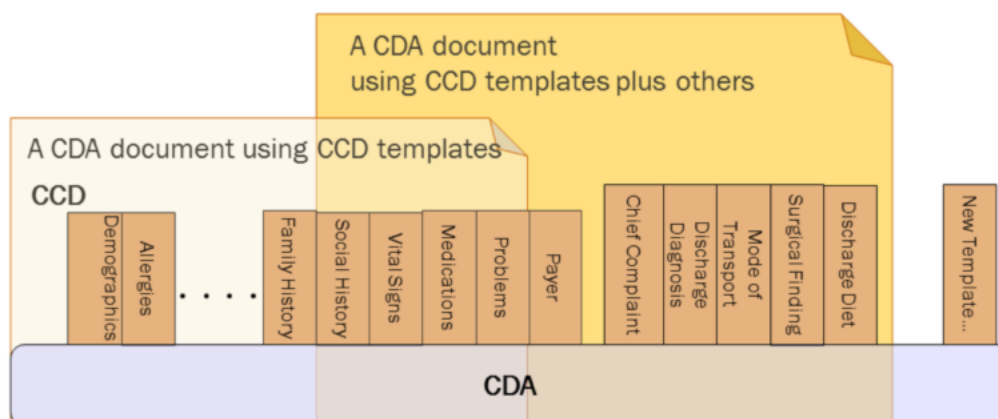 A CDA document
using CCD templates plus others
A CDA document using CCD templates
CCD
Demographics
Allergies
. . . . .
Family History
Social History
Vital Signs
Medications
Problems
Payer
Chief Complaint
Discharge
Diagnosis
Mode of
Transport
Surgical Finding
Discharge Diet
New Template...
CDA